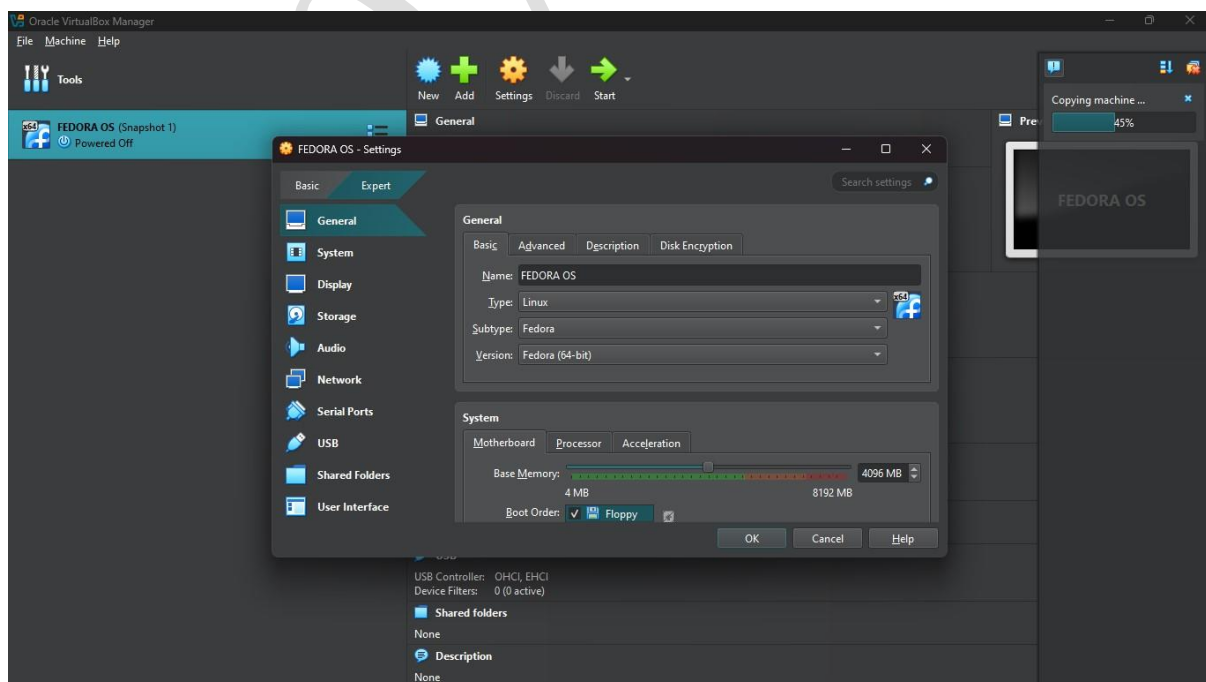 Oracle VirtualBox Manager
File Machine Help
Tools
New Add Settings Discard Start
x64 FEDORA OS (Snapshot 1)
Powered Off
General
Copying machine ...
45%
FEDORA OS
FEDORA OS - Settings
Basic Expert
Search settings
General
System
Display
Storage
Audio
Network
Serial Ports
USB
Shared Folders
User Interface
General
Basic Advanced Description Disk Encryption
Name: FEDORA OS
Type: Linux
x64
Subtype: Fedora
Version: Fedora (64-bit)
System
Motherboard Processor Acceleration
Base Memory: 4096 MB
4 MB 8192 MB
Boot Order: Floppy
OK Cancel Help
USB Controller: OHCI, EHCI
Device Filters: 0 (0 active)
Shared folders
None
Description
None